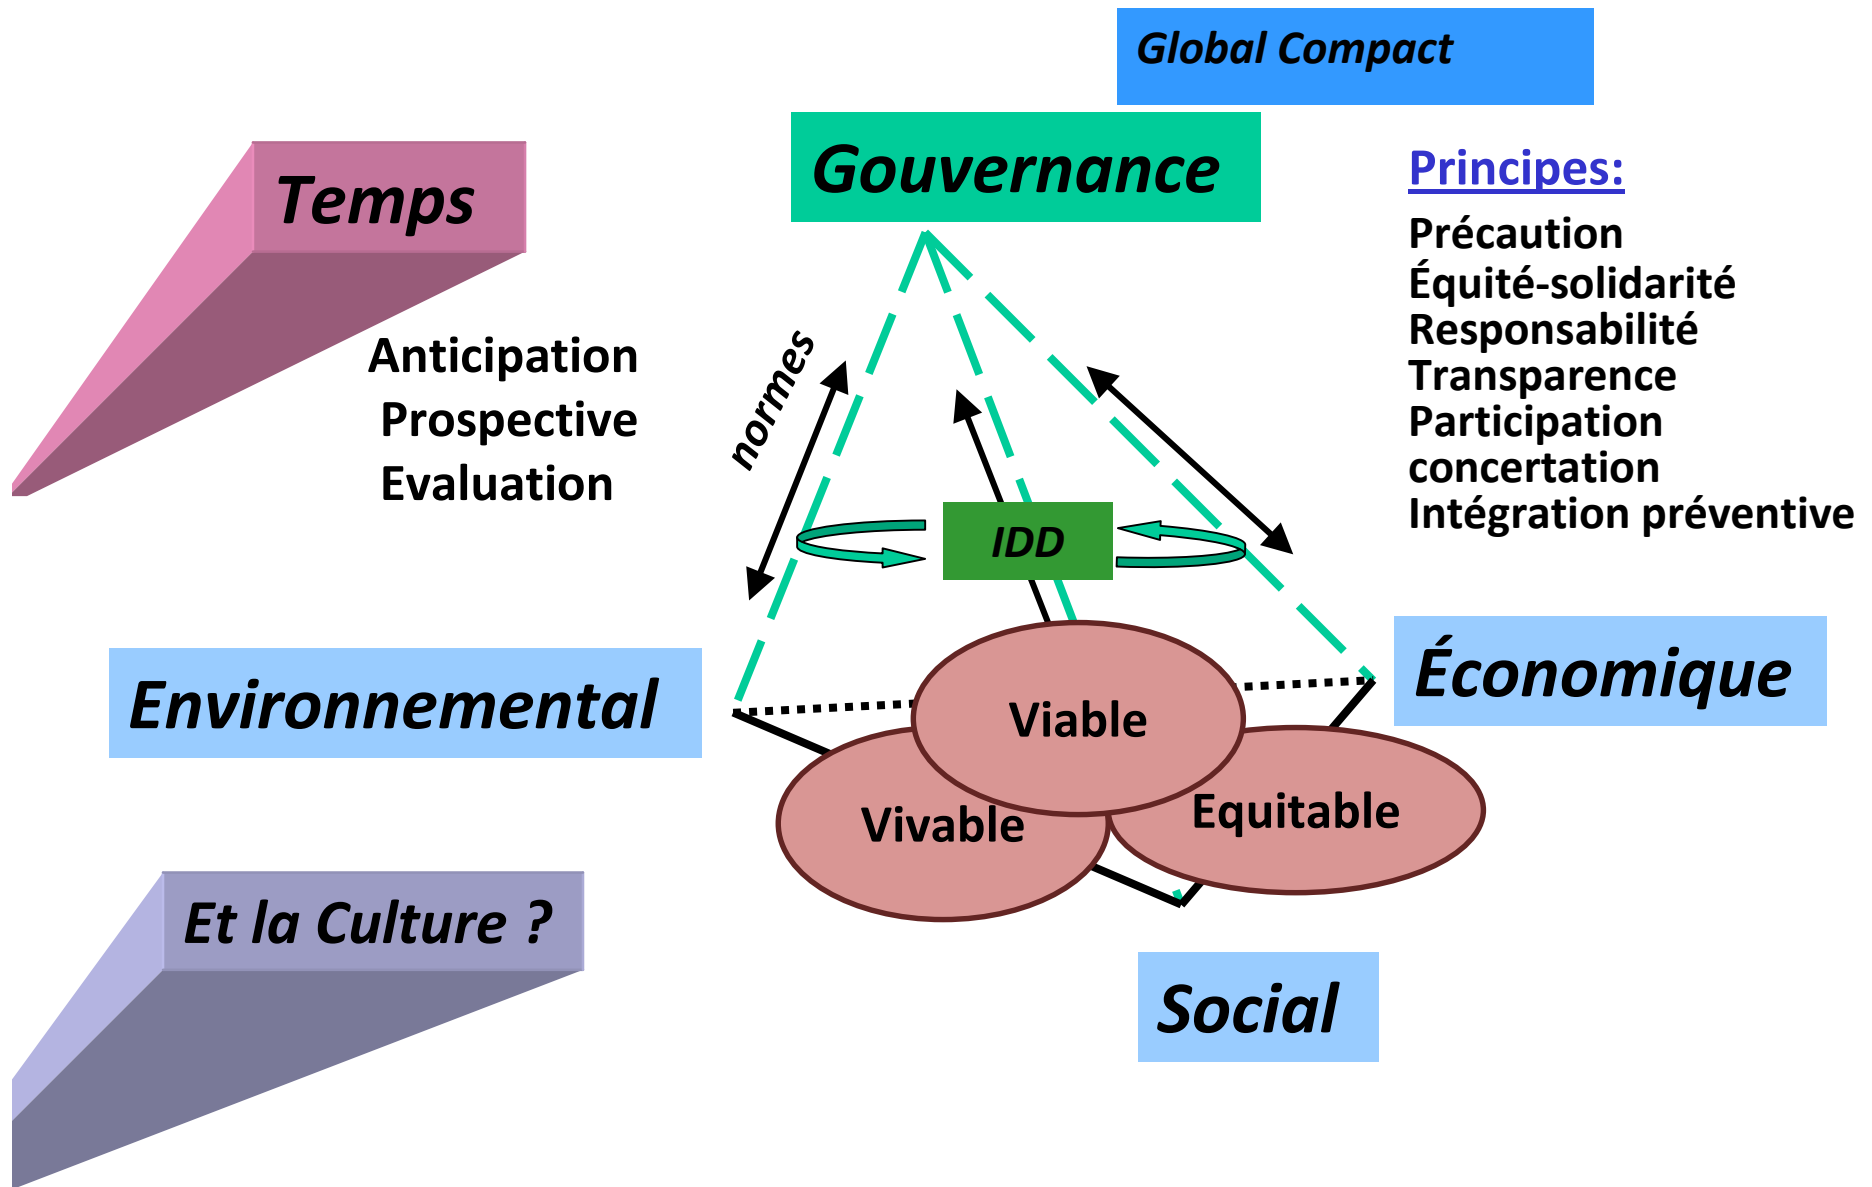 Global Compact
Gouvernance
Temps
Principes:
Précaution
Équité-solidarité
Responsabilité
Transparence
Participation
concertation
Intégration préventive
Anticipation
Prospective
Evaluation
normes
IDD
Environnemental
Économique
Viable
Vivable
Equitable
Et la Culture ?
Social